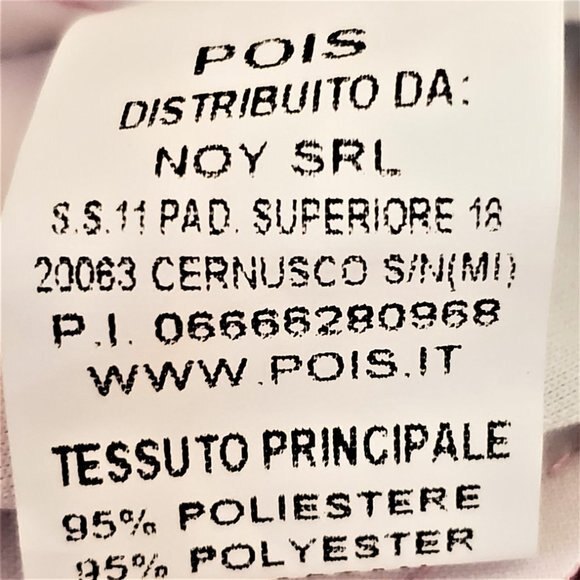 POIS
DISTRIBUITO DA:
NOY SRL
S.S.11 PAD. SUPERIORE 18
20063 CERNUSCO S/N(MI)
P.I. 06666280968
WWW.POIS.IT
TESSUTO PRINCIPALE
95% POLIESTERE
95% POLYESTER